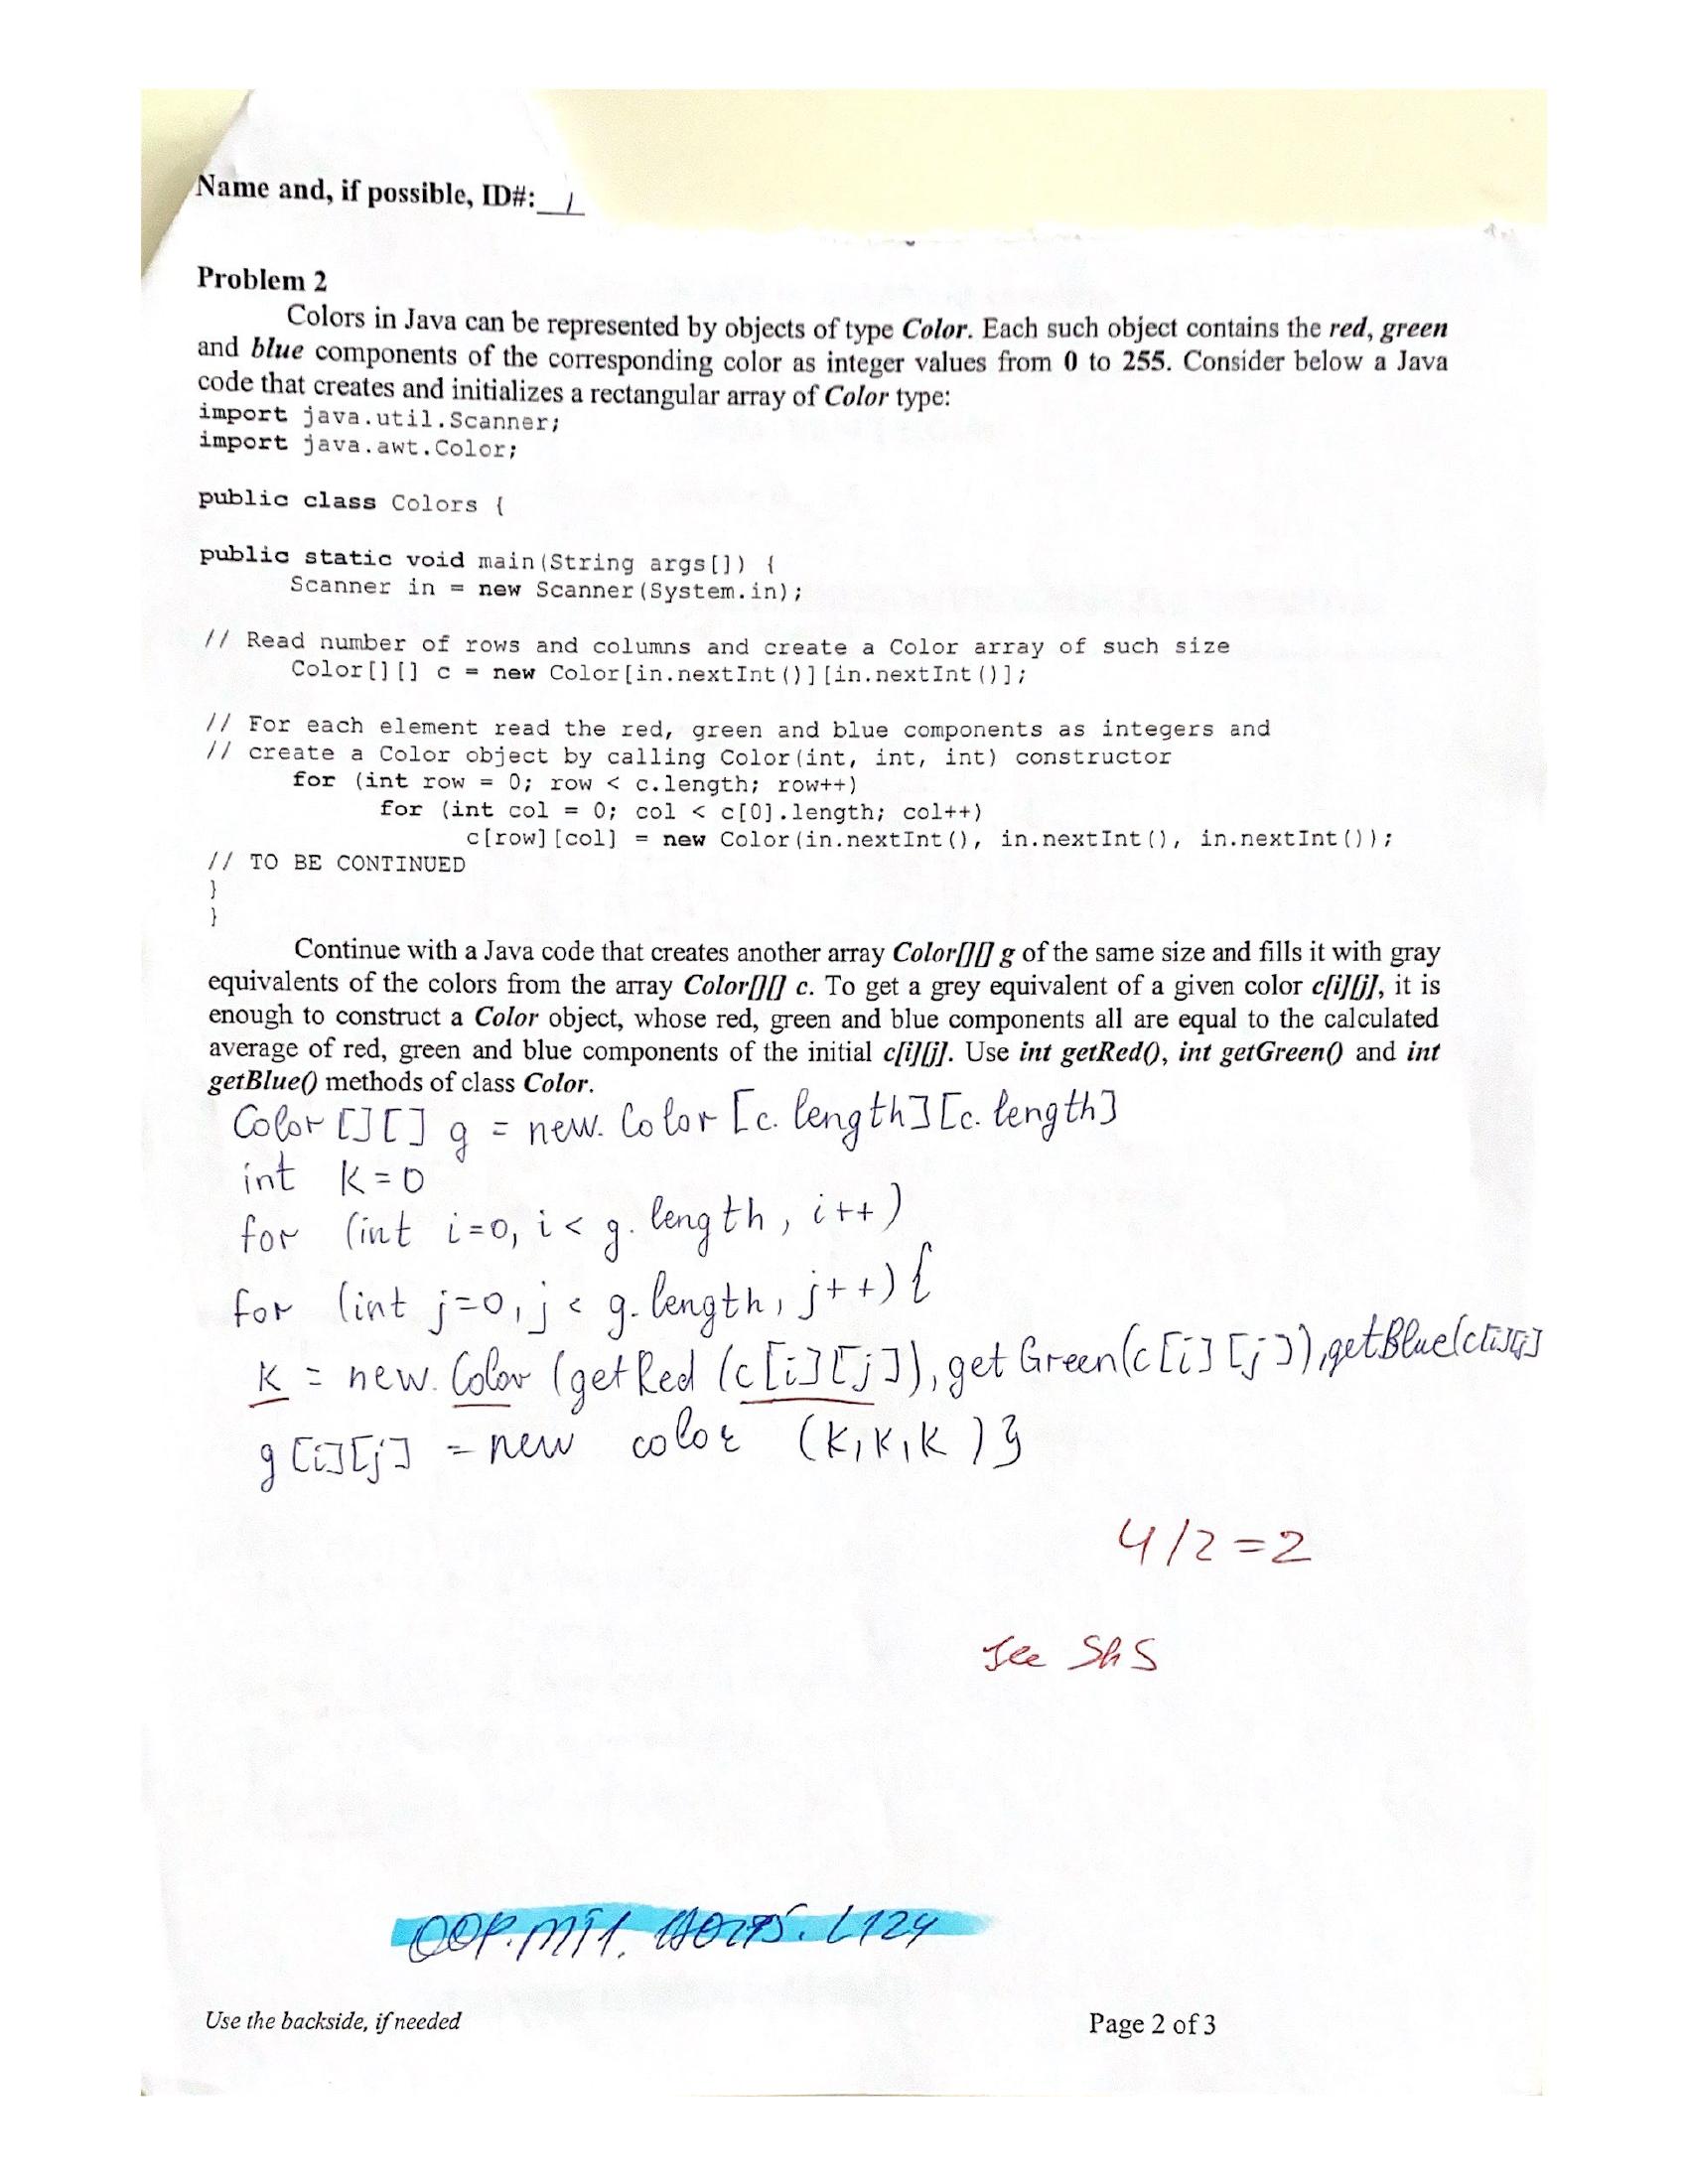 Name and, if possible, ID#:
Problem 2
Colors in Java can be represented by objects of type Color. Each such object contains the red, green
and blue components of the corresponding color as integer values from 0 to 255. Consider below a Java
code that creates and initializes a rectangular array of Color type:
import java.util.Scanner;
import java.awt.Color;
public class Colors {
public static void main(String args[]) {
Scanner in = new Scanner(System.in);
// Read number of rows and columns and create a Color array of such size
Color[][] c = new Color[in.nextInt()][in.nextInt()];
// For each element read the red, green and blue components as integers and
// create a Color object by calling Color(int, int, int) constructor
for (int row = 0; row < c.length; row++)
for (int col = 0; col < c[0].length; col++)
c[row][col] = new Color(in.nextInt(), in.nextInt(), in.nextInt());
// TO BE CONTINUED
}
}
Continue with a Java code that creates another array Color[][] g of the same size and fills it with gray
equivalents of the colors from the array Color[][] c. To get a grey equivalent of a given color c[i][j], it is
enough to construct a Color object, whose red, green and blue components all are equal to the calculated
average of red, green and blue components of the initial c[i][j]. Use int getRed(), int getGreen() and int
getBlue() methods of class Color.
Color [][] g = new. Color [c. length][c. length]
int k=0
for (int i=0, i < g. length, i++)
for (int j=0, j < g. length, j++) {
k = new. Color (getRed (c[i][j]), getGreen(c[i][j]), getBlue(c[i][j]
g[i][j] = new color (k,k,k)}
4/2=2
See ShS
Use the backside, if needed
Page 2 of 3